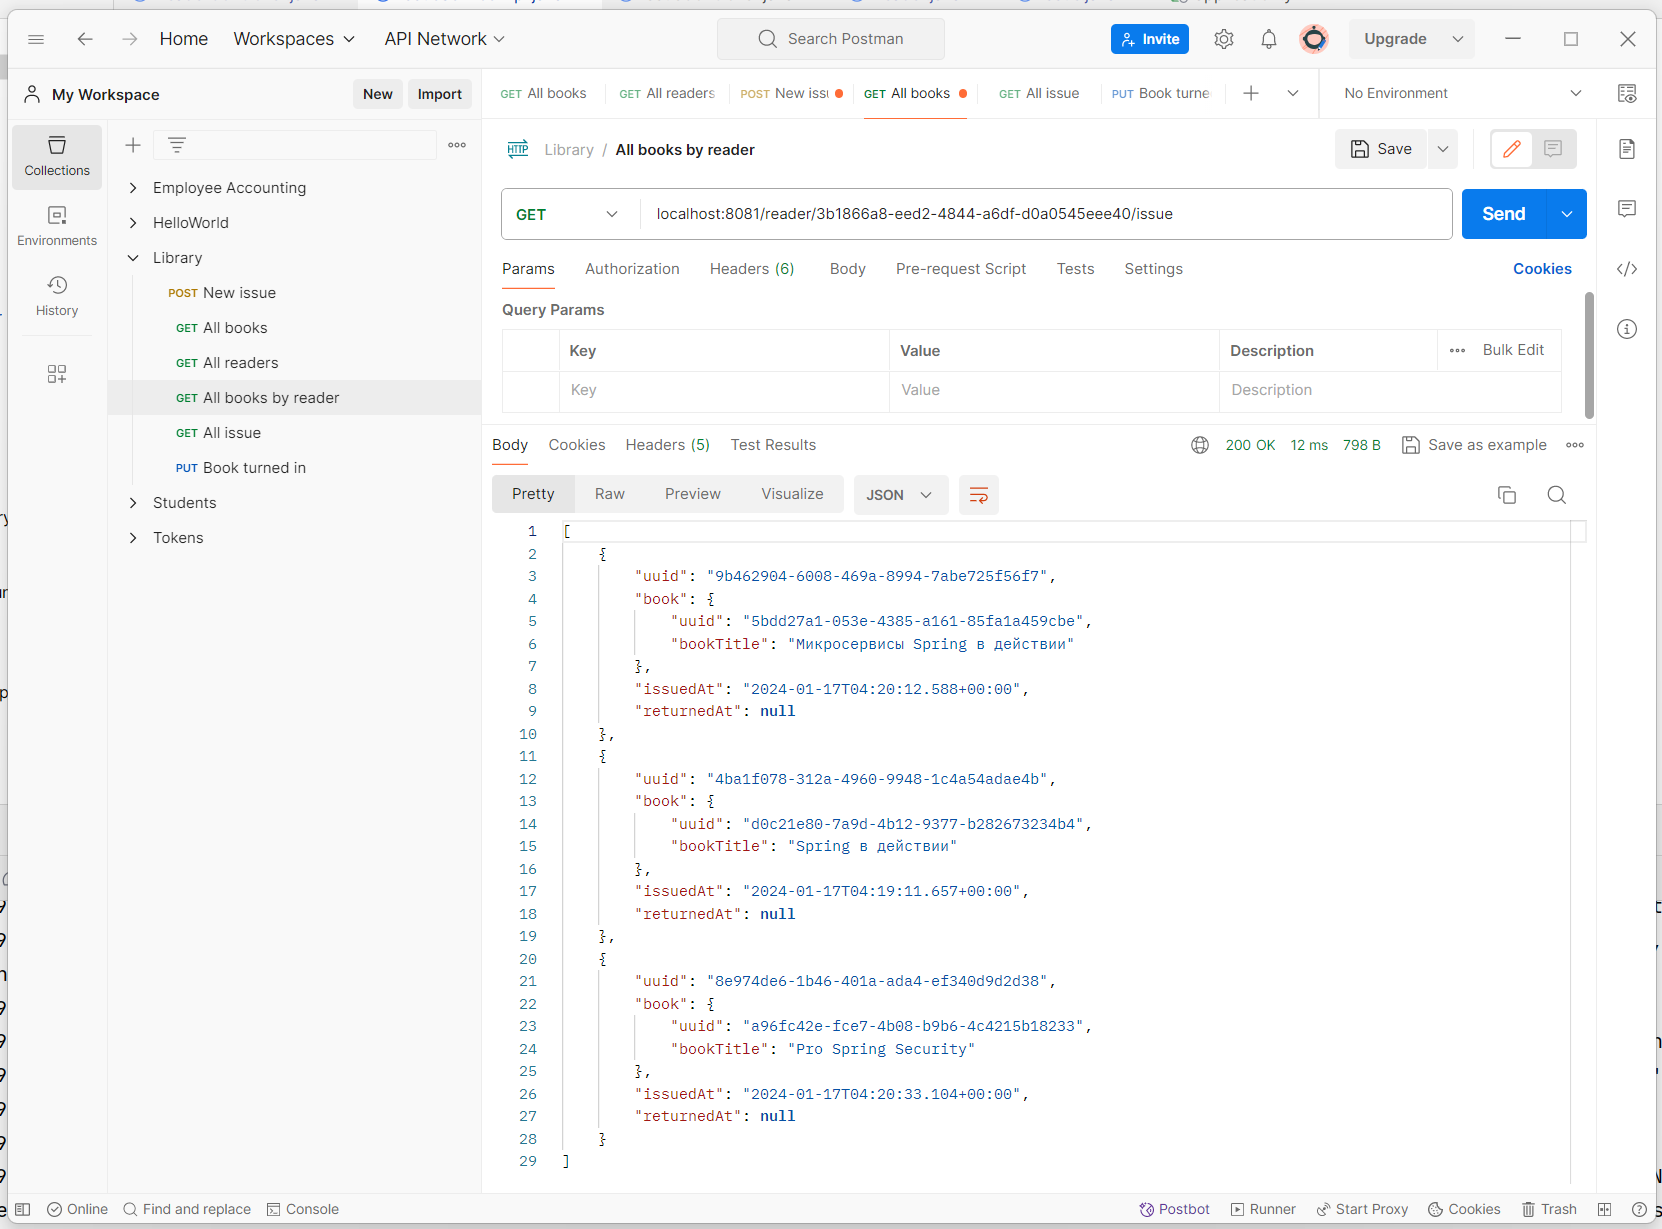 Home Workspaces API Network Search Postman Invite Upgrade
My Workspace New Import
GET All books GET All readers POST New iss GET All books GET All issue PUT Book turne No Environment
Collections
Environments
History
Employee Accounting
HelloWorld
Library
POST New issue
GET All books
GET All readers
GET All books by reader
GET All issue
PUT Book turned in
Students
Tokens
HTTP Library / All books by reader Save
GET localhost:8081/reader/3b1866a8-eed2-4844-a6df-d0a0545eee40/issue Send
Params Authorization Headers (6) Body Pre-request Script Tests Settings Cookies
Query Params
Key Value Description Bulk Edit
Key Value Description
Body Cookies Headers (5) Test Results 200 OK 12 ms 798 B Save as example
Pretty Raw Preview Visualize JSON
1 [
2 {
3 "uuid": "9b462904-6008-469a-8994-7abe725f56f7",
4 "book": {
5 "uuid": "5bdd27a1-053e-4385-a161-85fa1a459cbe",
6 "bookTitle": "Микросервисы Spring в действии"
7 },
8 "issuedAt": "2024-01-17T04:20:12.588+00:00",
9 "returnedAt": null
10 },
11 {
12 "uuid": "4ba1f078-312a-4960-9948-1c4a54adae4b",
13 "book": {
14 "uuid": "d0c21e80-7a9d-4b12-9377-b282673234b4",
15 "bookTitle": "Spring в действии"
16 },
17 "issuedAt": "2024-01-17T04:19:11.657+00:00",
18 "returnedAt": null
19 },
20 {
21 "uuid": "8e974de6-1b46-401a-ada4-ef340d9d2d38",
22 "book": {
23 "uuid": "a96fc42e-fce7-4b08-b9b6-4c4215b18233",
24 "bookTitle": "Pro Spring Security"
25 },
26 "issuedAt": "2024-01-17T04:20:33.104+00:00",
27 "returnedAt": null
28 }
29 ]
Online Find and replace Console Postbot Runner Start Proxy Cookies Trash